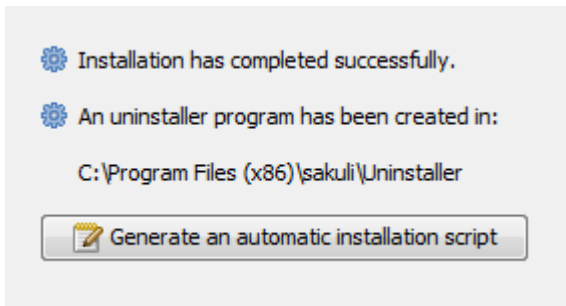 Installation has completed successfully.
An uninstaller program has been created in:
C:\Program Files (x86)\sakuli\Uninstaller
Generate an automatic installation script